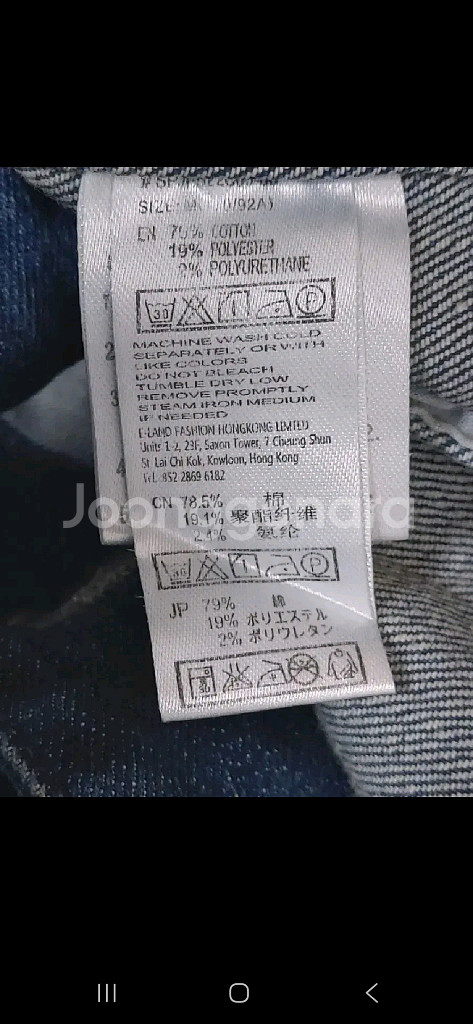 SIZE: M
EN 79% COTTON
19% POLYESTER
2% POLYURETHANE
30
F
MACHINE WASH COLD
SEPARATELY OR WITH
LIKE COLORS
DO NOT BLEACH
TUMBLE DRY LOW
REMOVE PROMPTLY
STEAM IRON MEDIUM
IF NEEDED
E-LAND FASHION HONGKONG LIMITED
Units 1-2, 23F, Saxon Tower, 7 Cheung Shun
St Lai Chi Kok, Kowloon, Hong Kong
Tel: 852 2869 6182
Joonggonara
CN 78.5% 棉
19.1% 聚酯纤维
2.4% 氨纶
30
P
JP 79% 綿
19% ポリエステル
2% ポリウレタン